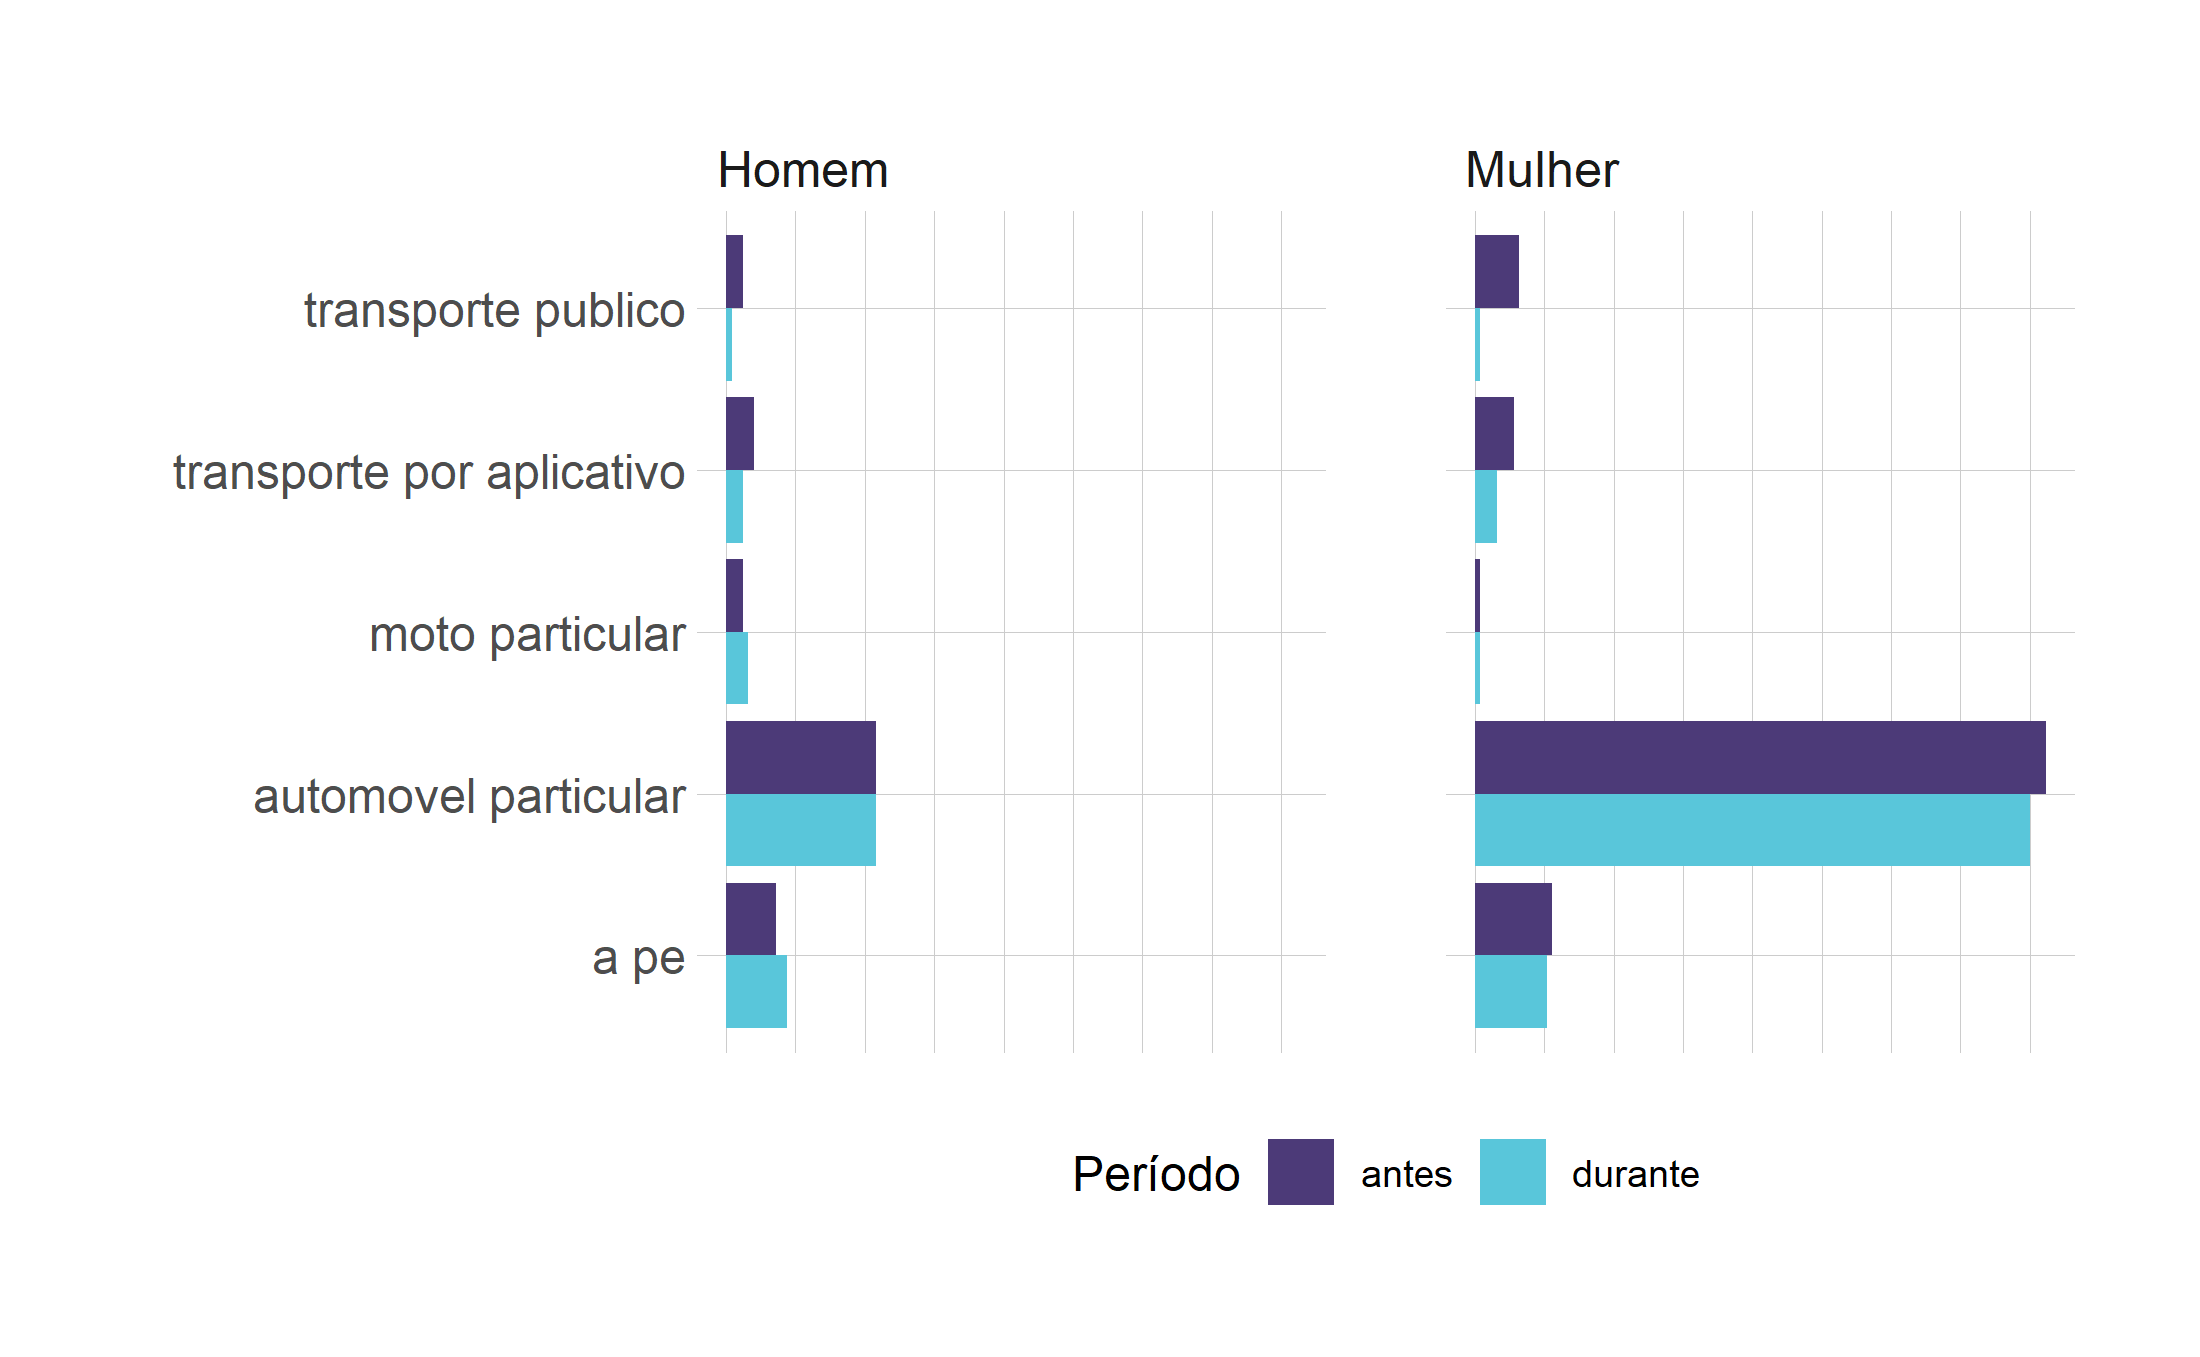 Homem
Mulher
transporte publico
transporte por aplicativo
moto particular
automovel particular
a pe
Período antes durante